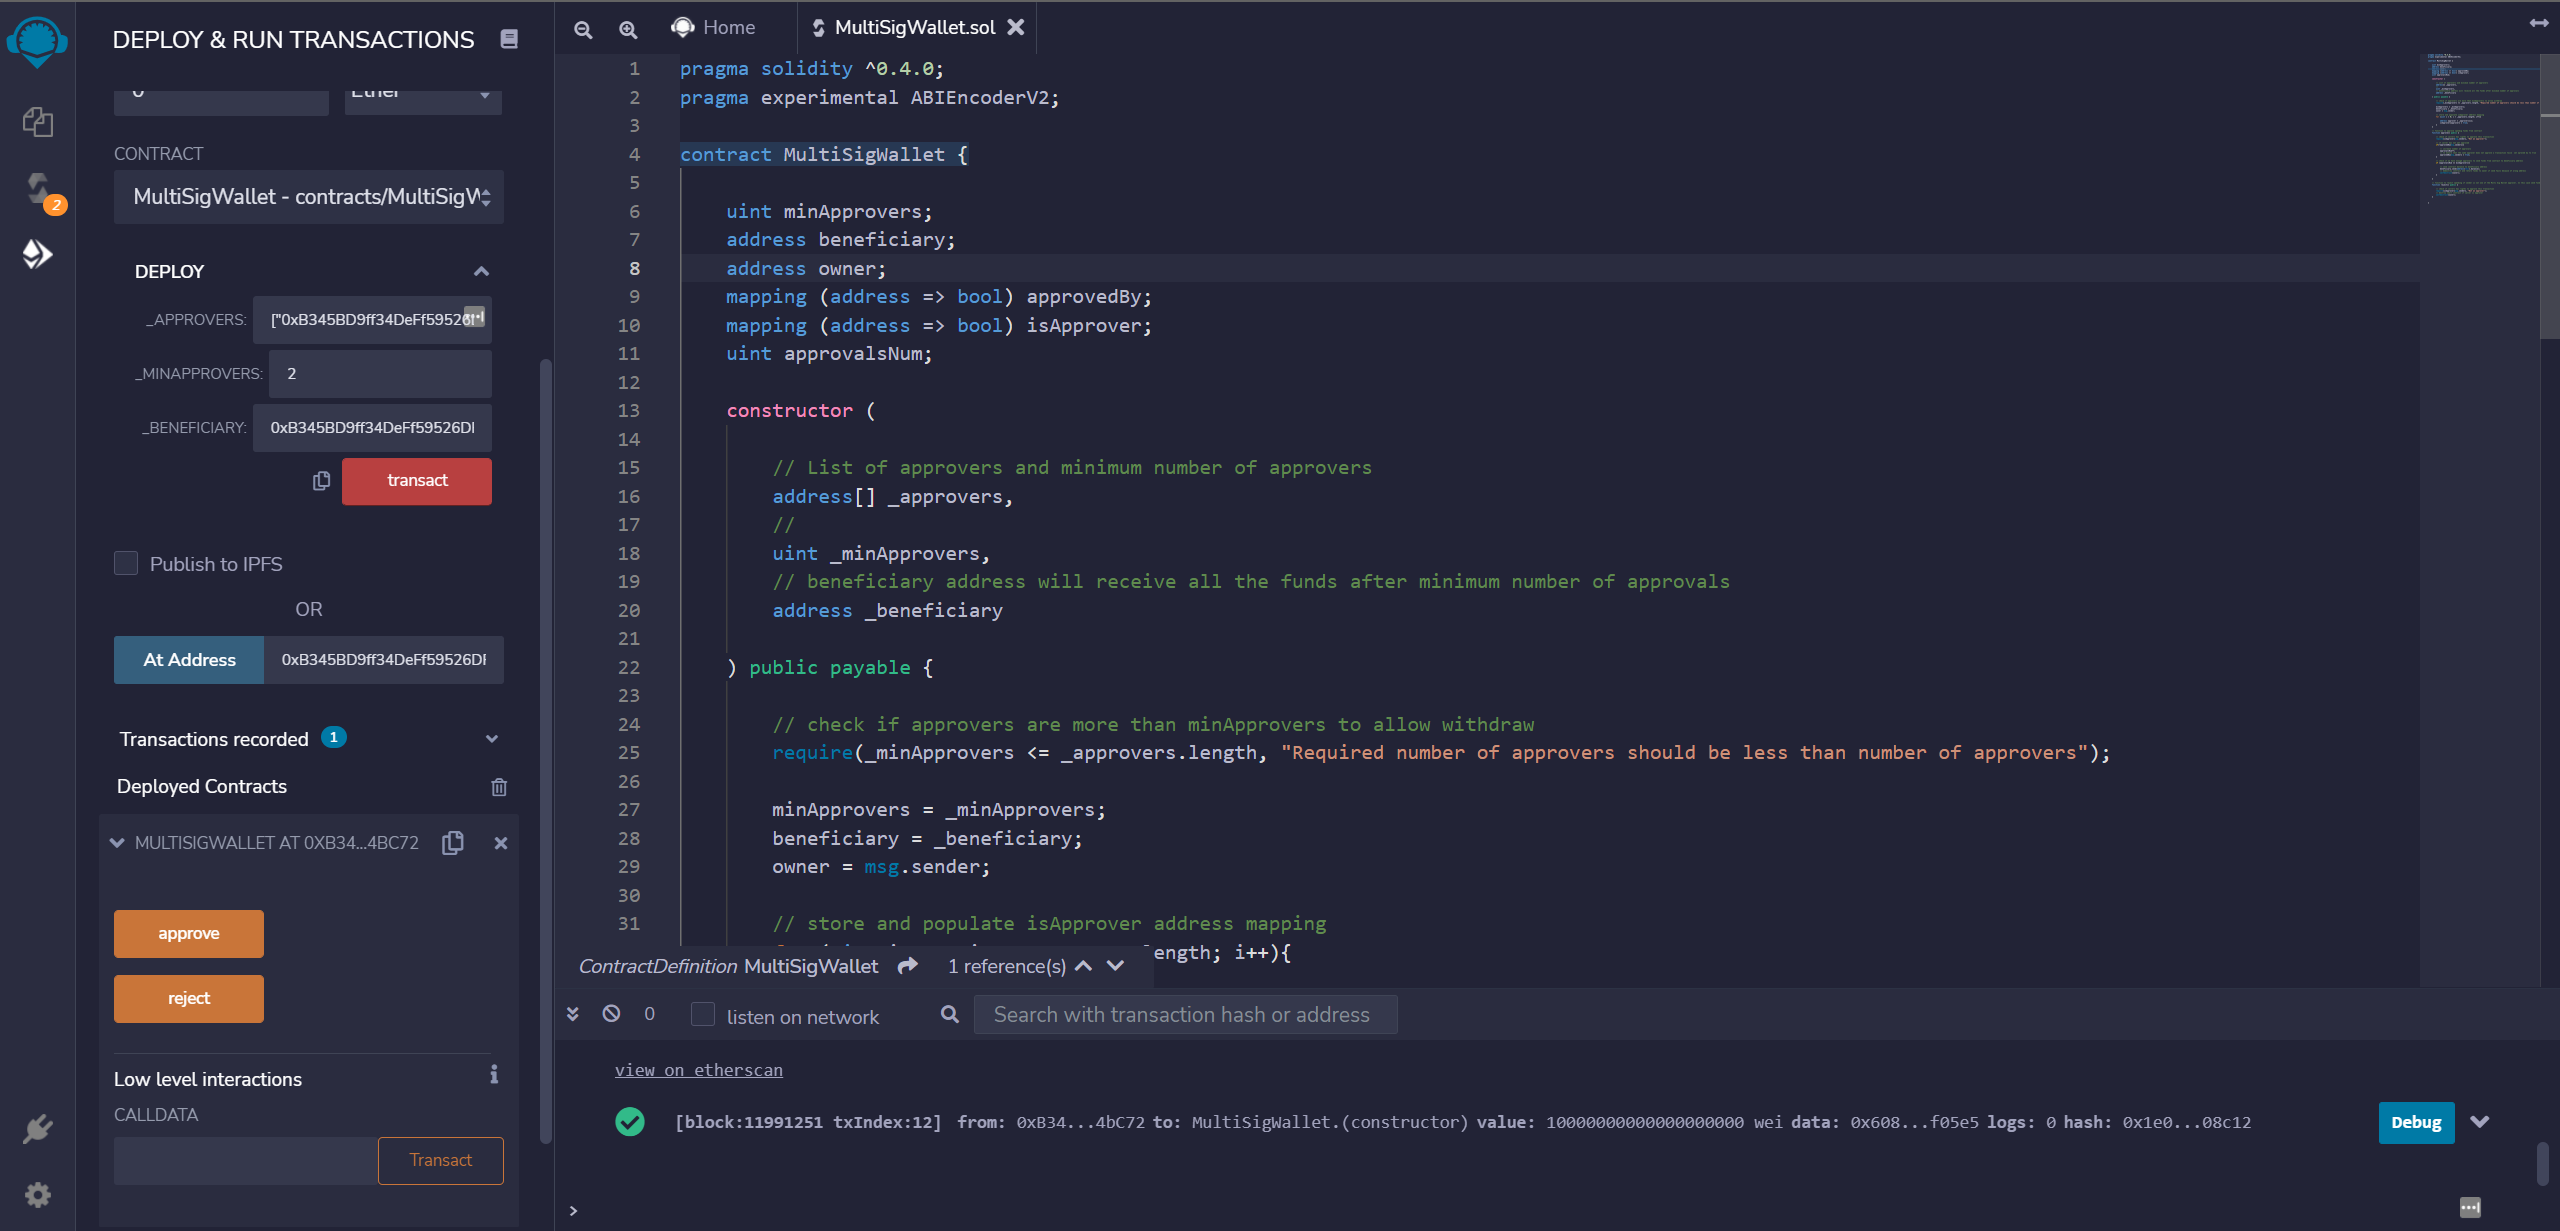 DEPLOY & RUN TRANSACTIONS
0
Ether
CONTRACT
MultiSigWallet - contracts/MultiSigW
2
DEPLOY
_APPROVERS:
["0xB345BD9ff34DeFf59526
_MINAPPROVERS:
2
_BENEFICIARY:
0xB345BD9ff34DeFf59526D
transact
Publish to IPFS
OR
At Address
0xB345BD9ff34DeFf59526D
Transactions recorded 1
Deployed Contracts
MULTISIGWALLET AT 0XB34...4BC72
approve
reject
Low level interactions
i
CALLDATA
Transact
Home
MultiSigWallet.sol
1 pragma solidity ^0.4.0;
2 pragma experimental ABIEncoderV2;
3
4 contract MultiSigWallet {
5
6 uint minApprovers;
7 address beneficiary;
8 address owner;
9 mapping (address => bool) approvedBy;
10 mapping (address => bool) isApprover;
11 uint approvalsNum;
12
13 constructor (
14
15 // List of approvers and minimum number of approvers
16 address[] _approvers,
17 //
18 uint _minApprovers,
19 // beneficiary address will receive all the funds after minimum number of approvals
20 address _beneficiary
21
22 ) public payable {
23
24 // check if approvers are more than minApprovers to allow withdraw
25 require(_minApprovers <= _approvers.length, "Required number of approvers should be less than number of approvers");
26
27 minApprovers = _minApprovers;
28 beneficiary = _beneficiary;
29 owner = msg.sender;
30
31 // store and populate isApprover address mapping
ength; i++){
ContractDefinition MultiSigWallet 1 reference(s)
0 listen on network
Search with transaction hash or address
view on etherscan
[block:11991251 txIndex:12] from: 0xB34...4bC72 to: MultiSigWallet.(constructor) value: 10000000000000000000 wei data: 0x608...f05e5 logs: 0 hash: 0x1e0...08c12
Debug
>